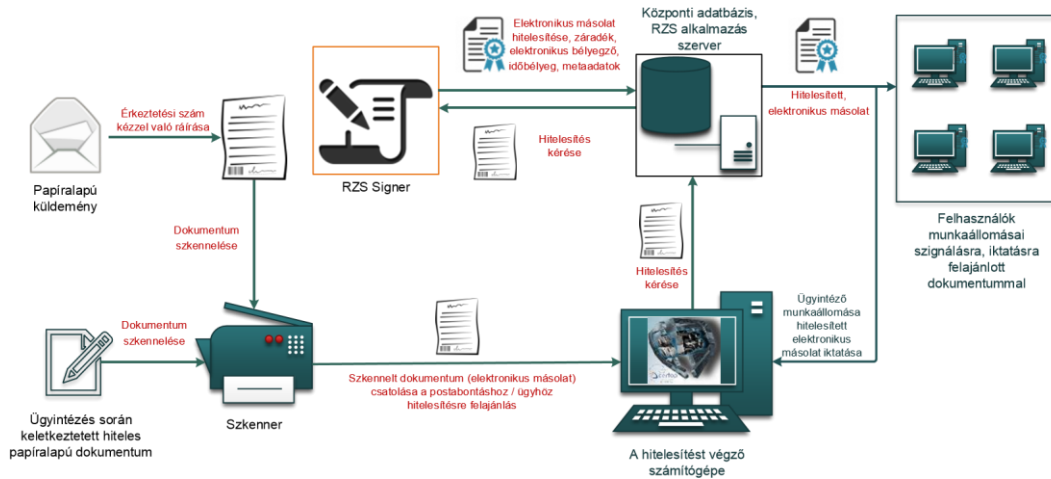 Papíralapú
küldemény
Érkeztetési szám
kézzel való ráírása
Dokumentum
szkennelése
RZS Signer
Elektronikus másolat
hitelesítése, záradék,
elektronikus bélyegző,
időbélyeg, metaadatok
Hitelesítés
kérése
Központi adatbázis,
RZS alkalmazás
szerver
Hitelesített,
elektronikus másolat
Felhasználók
munkaállomásai
szignálásra, iktatásra
felajánlott
dokumentummal
Ügyintézés során
keletkeztetett hiteles
papíralapú dokumentum
Dokumentum
szkennelése
Szkenner
Szkennelt dokumentum (elektronikus másolat)
csatolása a postabontáshoz / ügyhöz
hitelesítésre felajánlás
Hitelesítés
kérése
A hitelesítést végző
számítógépe
Ügyintéző
munkaállomása
hitelesített
elektronikus
másolat iktatása